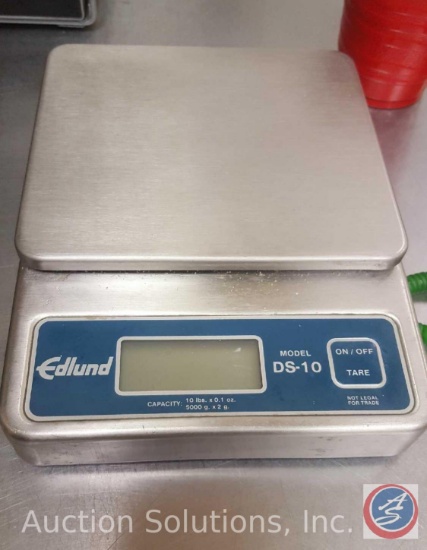 Edlund
MODEL
DS-10
ON / OFF
TARE
CAPACITY: 10 lbs. x 0.1 oz.
5000 g. x 2 g.
NOT LEGAL
FOR TRADE
Auction Solutions, Inc.
AS